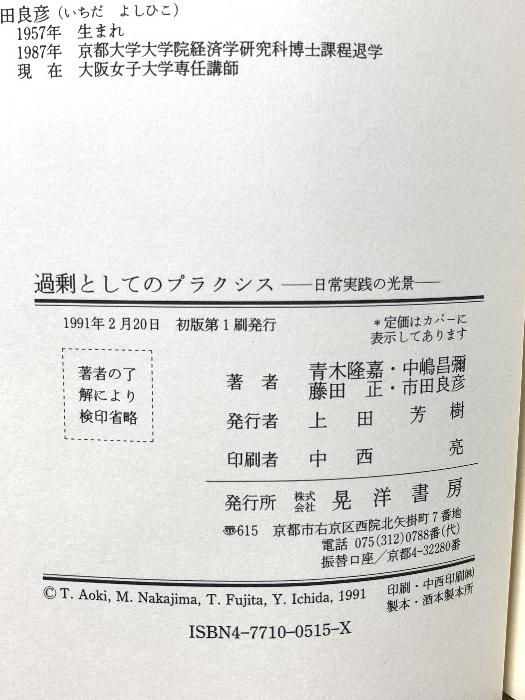 田良彦(いちだ よしひこ)
1957年 生まれ
1987年 京都大学大学院経済学研究科博士課程退学
現 在 大阪女子大学専任講師
過剰としてのプラクシス ――日常実践の光景――
1991年2月20日 初版第1刷発行
*定価はカバーに
表示してあります
著者の了
解により
検印省略
著 者 青木隆嘉・中嶋昌彌
藤田 正・市田良彦
発行者 上田芳樹
印刷者 中西 亮
発行所 株式会社 晃洋書房
〠615 京都市右京区西院北矢掛町7番地
電話 075(312)0788番(代)
振替口座/京都4-32280番
© T. Aoki, M. Nakajima, T. Fujita, Y. Ichida, 1991
印刷・中西印刷㈱
製本・酒本製本所
ISBN4-7710-0515-X